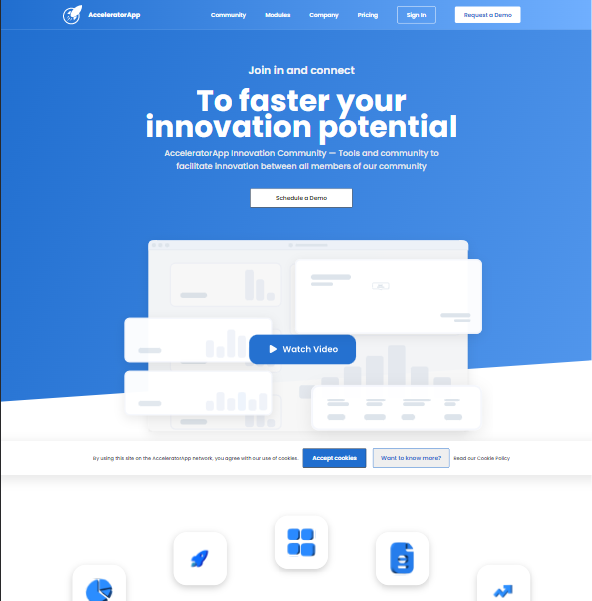 AcceleratorApp
Community Modules Company Pricing Sign In Request a Demo
Join in and connect
To faster your
innovation potential
AcceleratorApp Innovation Community — Tools and community to
facilitate innovation between all members of our community
Schedule a Demo
Watch Video
By using this site on the AcceleratorApp network, you agree with our use of cookies. Accept cookies Want to know more? Read our Cookie Policy